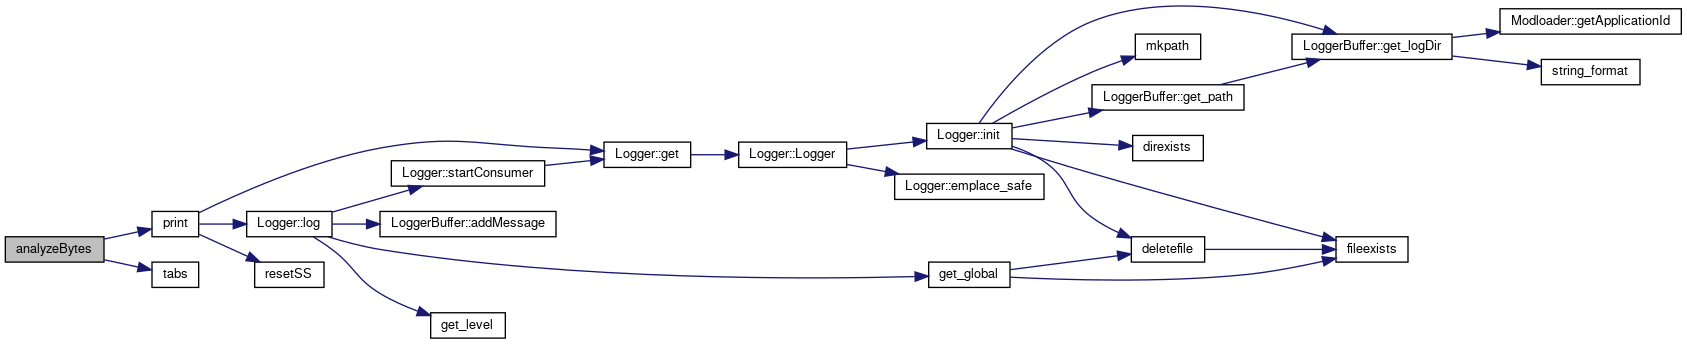 analyzeBytes
print
tabs
Logger::get
Logger::log
resetSS
Logger::startConsumer
LoggerBuffer::addMessage
get_level
Logger::Logger
Logger::init
Logger::emplace_safe
get_global
mkpath
LoggerBuffer::get_path
direxists
deletefile
LoggerBuffer::get_logDir
fileexists
Modloader::getApplicationId
string_format